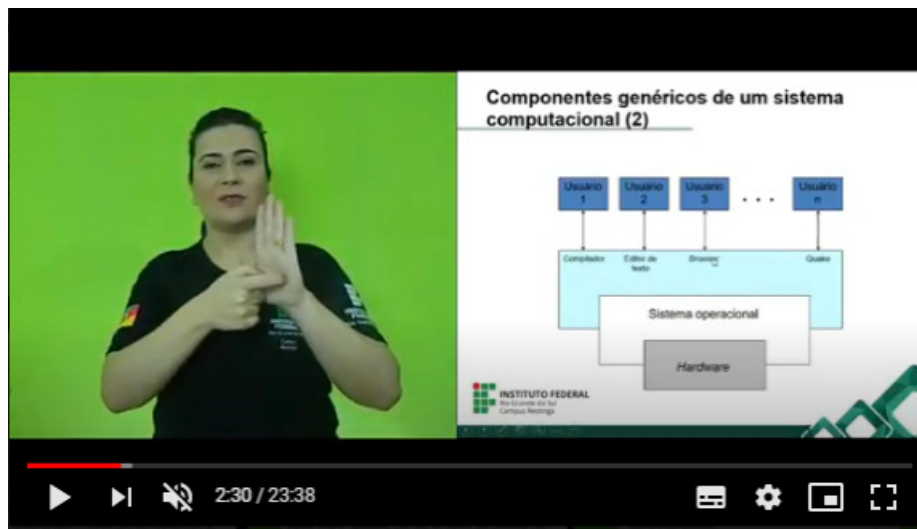 Componentes genéricos de um sistema
computacional (2)
Usuário
1
Usuário
2
Usuário
3
. . .
Usuário
n
Compilador
Editor de
texto
Browser
Quake
Sistema operacional
Hardware
INSTITUTO FEDERAL
Rio Grande do Sul
Campus Restinga
2:30 / 23:38